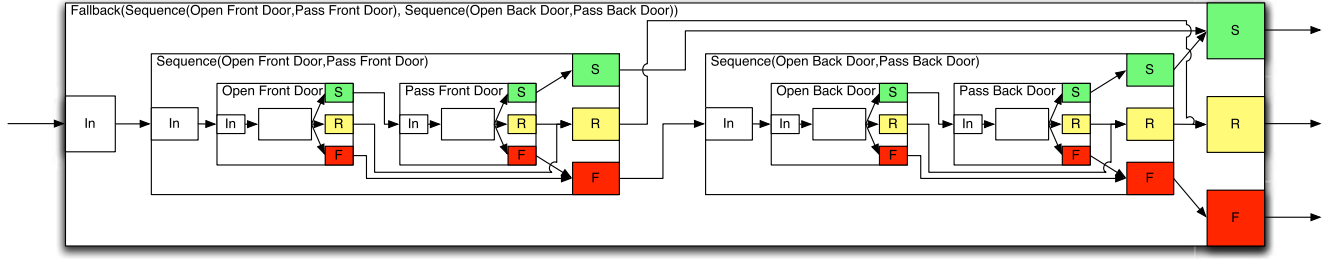 Fallback(Sequence(Open Front Door,Pass Front Door), Sequence(Open Back Door,Pass Back Door))
S
Sequence(Open Front Door,Pass Front Door)
S
Sequence(Open Back Door,Pass Back Door)
S
Open Front Door
S
Pass Front Door
S
Open Back Door
S
Pass Back Door
S
In
In
In
R
In
R
R
In
In
R
In
R
R
R
F
F
F
F
F
F
F